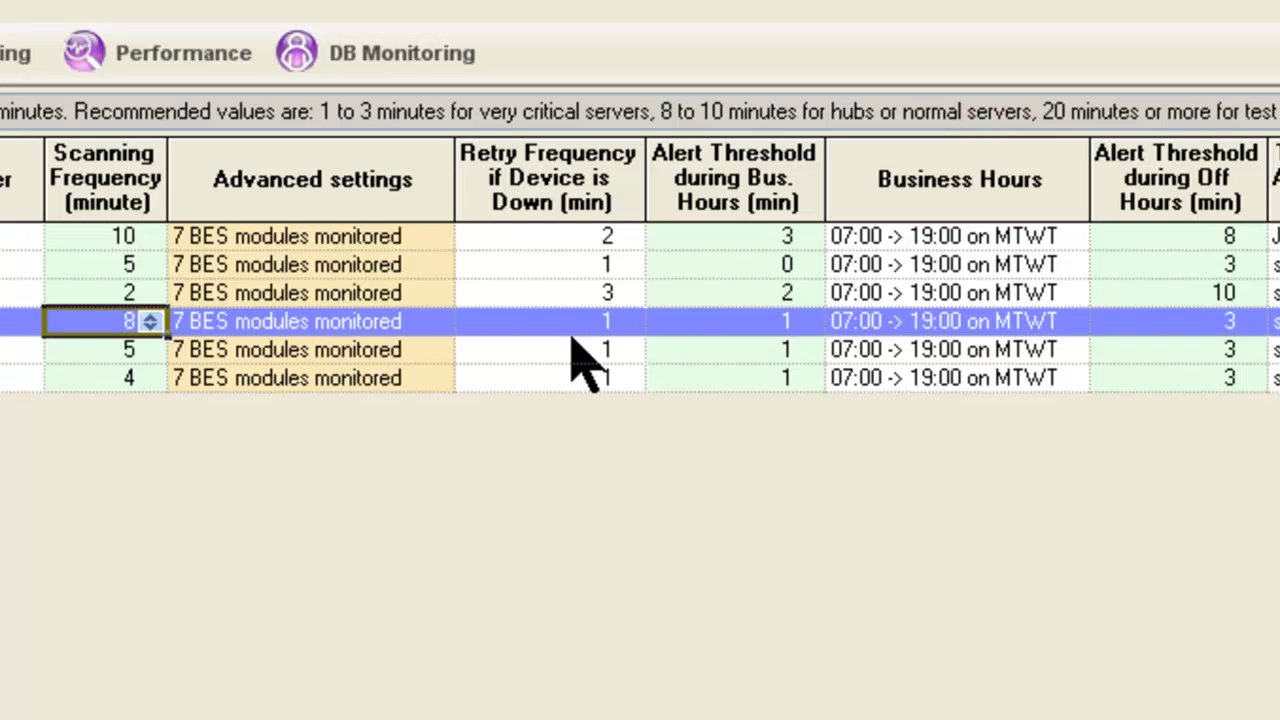 ing Performance DB Monitoring
minutes. Recommended values are: 1 to 3 minutes for very critical servers, 8 to 10 minutes for hubs or normal servers, 20 minutes or more for test
er Scanning Frequency (minute) Advanced settings Retry Frequency if Device is Down (min) Alert Threshold during Bus. Hours (min) Business Hours Alert Threshold during Off Hours (min)
10 7 BES modules monitored 2 3 07:00 -> 19:00 on MTWT 8
5 7 BES modules monitored 1 0 07:00 -> 19:00 on MTWT 3 s
2 7 BES modules monitored 3 2 07:00 -> 19:00 on MTWT 10 s
8 7 BES modules monitored 1 1 07:00 -> 19:00 on MTWT 3 s
5 7 BES modules monitored 1 1 07:00 -> 19:00 on MTWT 3 s
4 7 BES modules monitored 1 1 07:00 -> 19:00 on MTWT 3 s